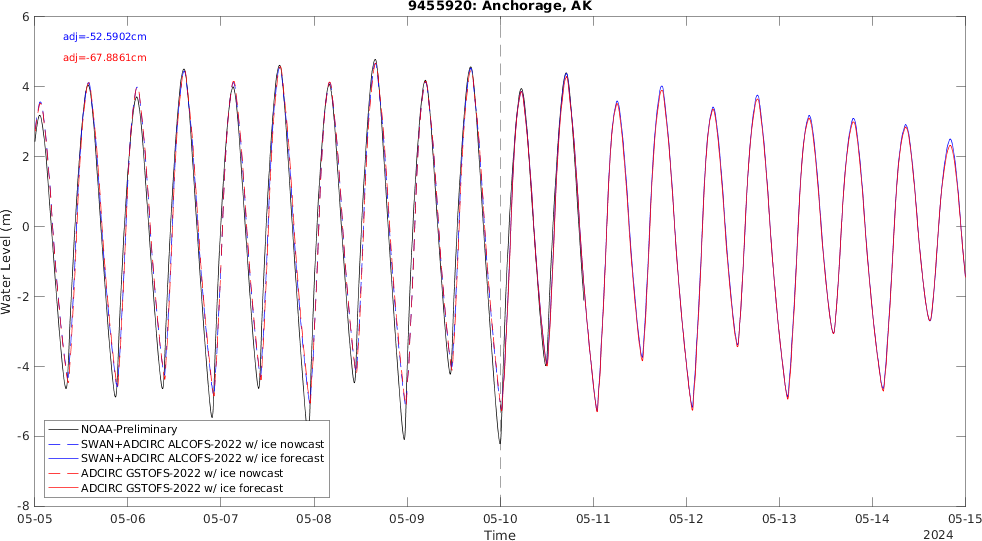 9455920: Anchorage, AK
adj=-52.5902cm
adj=-67.8861cm
Water Level (m)
6
4
2
0
-2
-4
-6
-8
NOAA-Preliminary
SWAN+ADCIRC ALCOFS-2022 w/ ice nowcast
SWAN+ADCIRC ALCOFS-2022 w/ ice forecast
ADCIRC GSTOFS-2022 w/ ice nowcast
ADCIRC GSTOFS-2022 w/ ice forecast
05-05 05-06 05-07 05-08 05-09 05-10 05-11 05-12 05-13 05-14 05-15
Time
2024